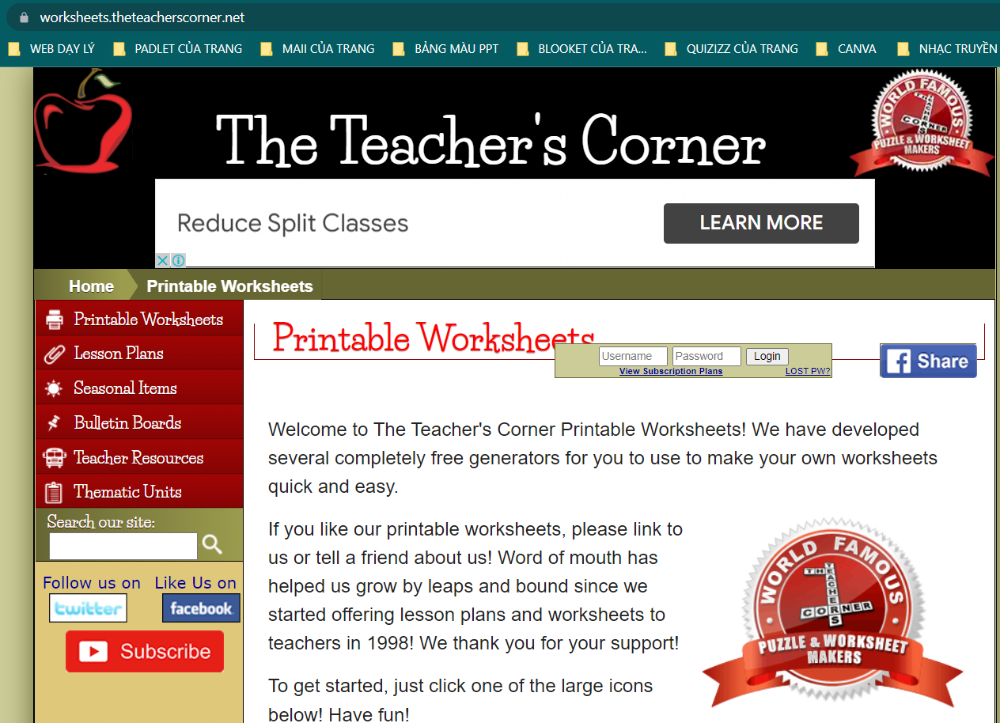 worksheets.theteacherscorner.net
WEB DẠY LÝ PADLET CỦA TRANG MAII CỦA TRANG BẢNG MÀU PPT BLOOKET CỦA TRA... QUIZIZZ CỦA TRANG CANVA NHẠC TRUYỀN
The Teacher's Corner
WORLD FAMOUS
THE TEACHERS CORNER
PUZZLE & WORKSHEET
MAKERS
Reduce Split Classes
LEARN MORE
Home Printable Worksheets
Printable Worksheets
Lesson Plans
Seasonal Items
Bulletin Boards
Teacher Resources
Thematic Units
Search our site:
Follow us on Like Us on
twitter facebook
Subscribe
Printable Worksheets
Username Password Login
View Subscription Plans LOST PW?
Share
Welcome to The Teacher's Corner Printable Worksheets! We have developed
several completely free generators for you to use to make your own worksheets
quick and easy.
If you like our printable worksheets, please link to
us or tell a friend about us! Word of mouth has
helped us grow by leaps and bound since we
started offering lesson plans and worksheets to
teachers in 1998! We thank you for your support!
To get started, just click one of the large icons
below! Have fun!
WORLD FAMOUS
THE TEACHERS CORNER
PUZZLE & WORKSHEET
MAKERS